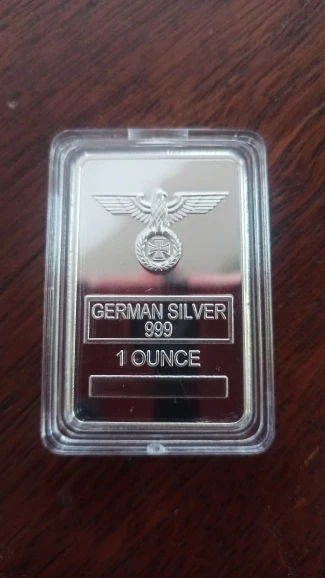 GERMAN SILVER
999
1 OUNCE